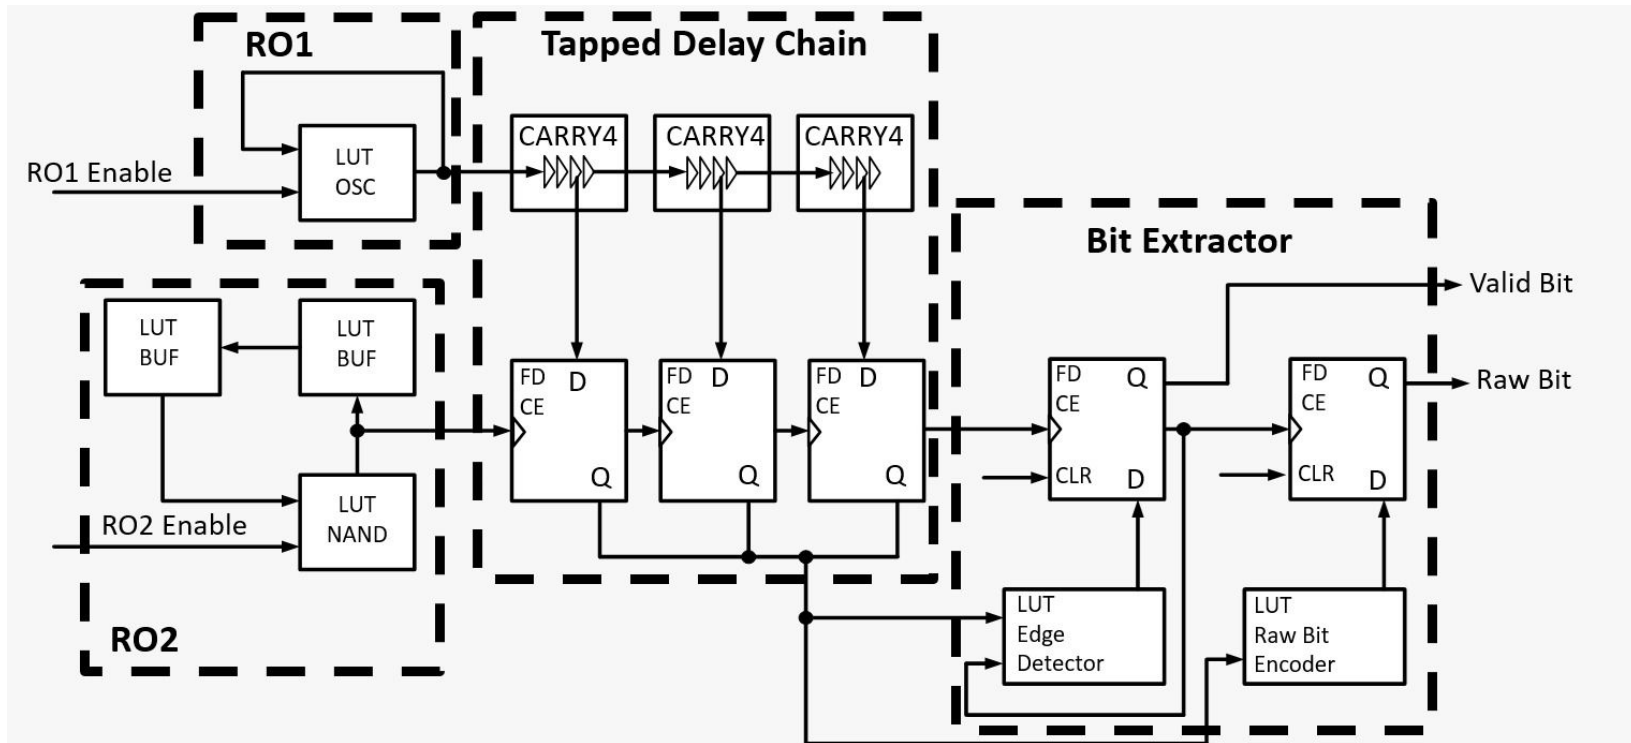 RO1
Tapped Delay Chain
CARRY4
CARRY4
CARRY4
LUT
OSC
RO1 Enable
Bit Extractor
Valid Bit
LUT
BUF
LUT
BUF
FD
CE
D
Q
FD
CE
D
Q
FD
CE
D
Q
FD
CE
Q
CLR
D
FD
CE
Q
CLR
D
Raw Bit
LUT
NAND
RO2 Enable
RO2
LUT
Edge
Detector
LUT
Raw Bit
Encoder